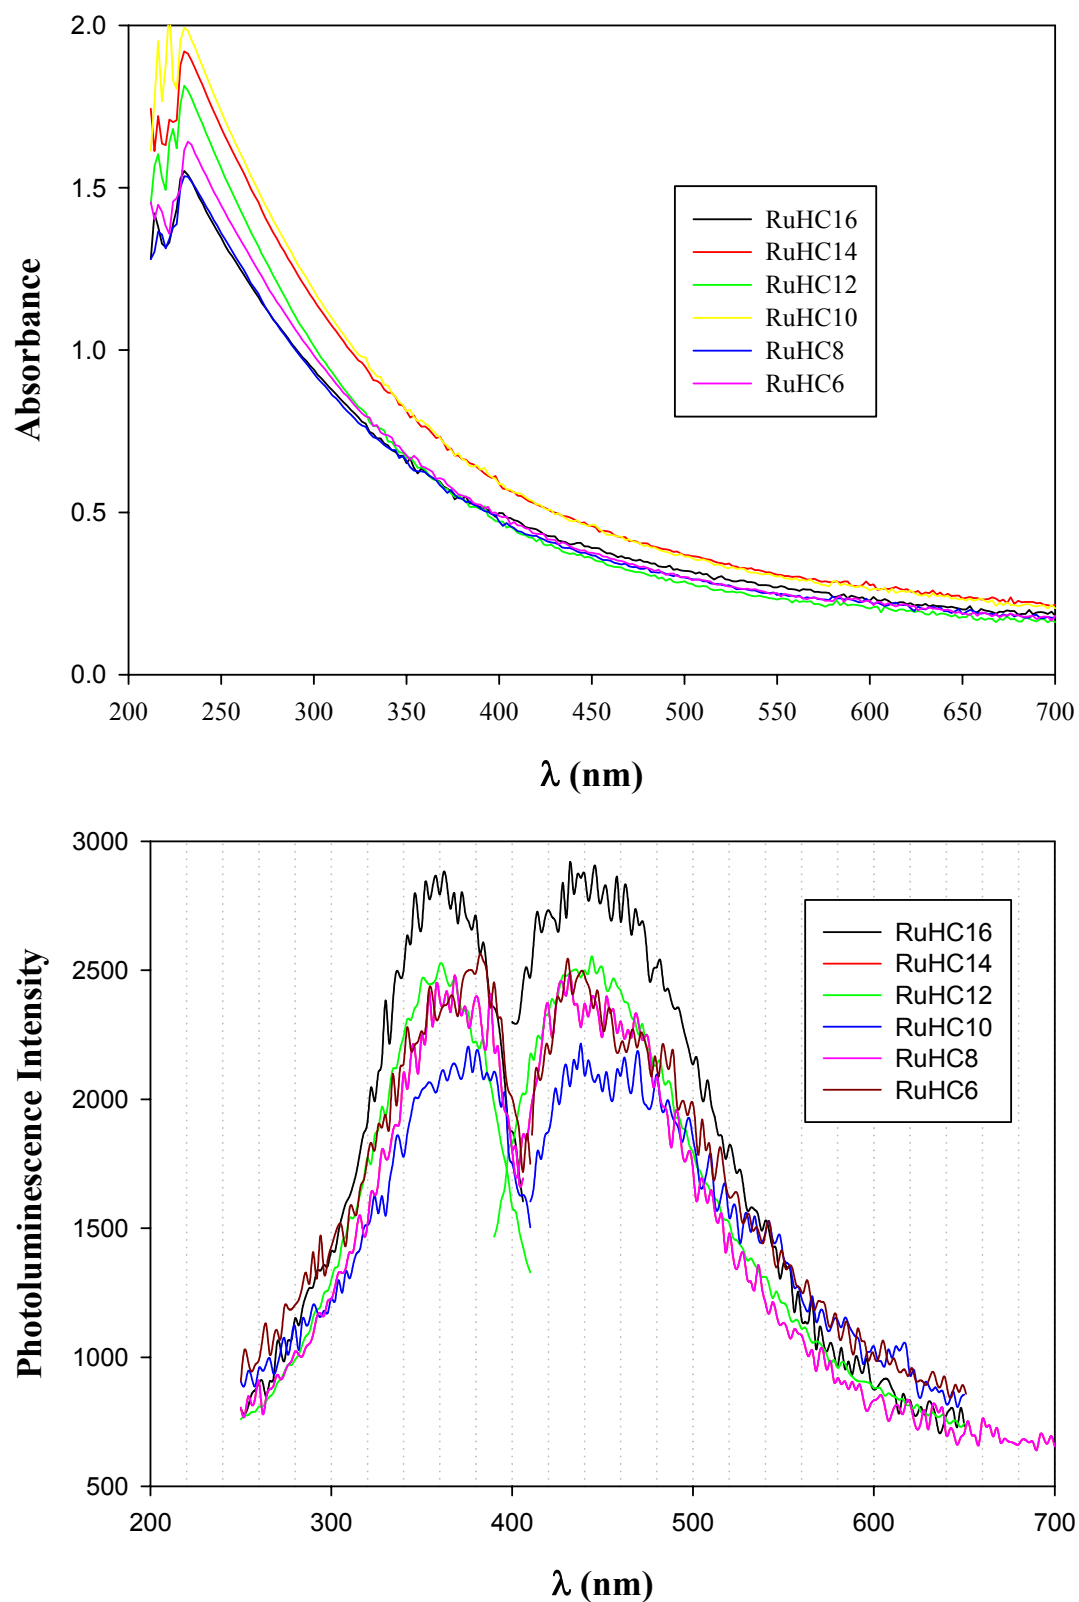 2.0
1.5
1.0
0.5
0.0
Absorbance
RuHC16
RuHC14
RuHC12
RuHC10
RuHC8
RuHC6
200 250 300 350 400 450 500 550 600 650 700
λ (nm)
3000
2500
2000
1500
1000
500
Photoluminescence Intensity
RuHC16
RuHC14
RuHC12
RuHC10
RuHC8
RuHC6
200 300 400 500 600 700
λ (nm)